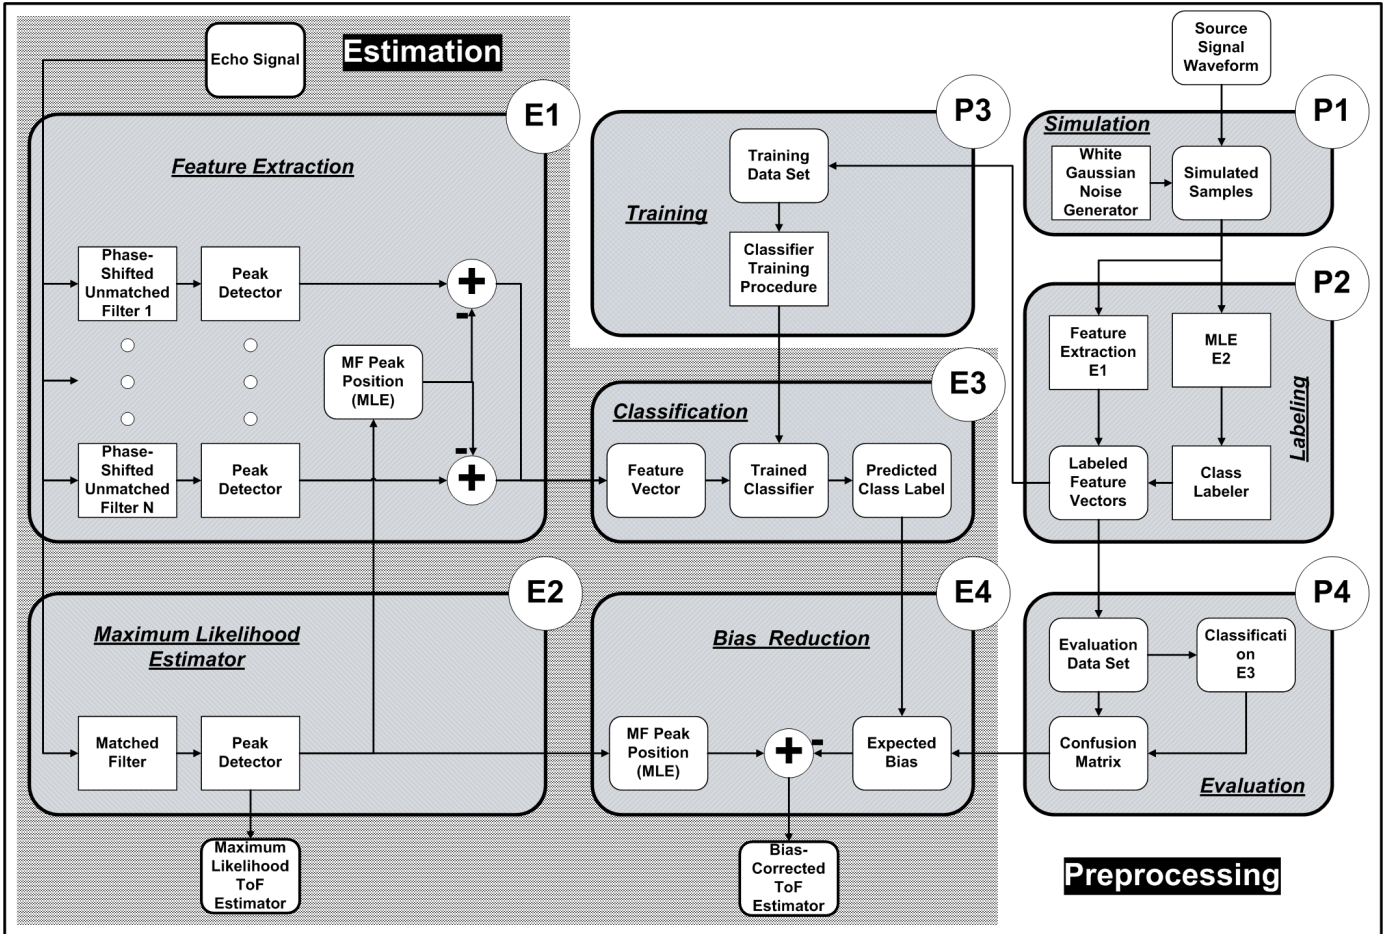 Echo Signal
Estimation
E1
Feature Extraction
Phase-
Shifted
Unmatched
Filter 1
Peak
Detector
+
-
MF Peak
Position
(MLE)
Phase-
Shifted
Unmatched
Filter N
Peak
Detector
-
+
E2
Maximum Likelihood
Estimator
Matched
Filter
Peak
Detector
Maximum
Likelihood
ToF
Estimator
P3
Training
Data Set
Training
Classifier
Training
Procedure
E3
Classification
Feature
Vector
Trained
Classifier
Predicted
Class Label
E4
Bias Reduction
MF Peak
Position
(MLE)
+
-
Expected
Bias
Bias-
Corrected
ToF
Estimator
Source
Signal
Waveform
P1
Simulation
White
Gaussian
Noise
Generator
Simulated
Samples
P2
Feature
Extraction
E1
MLE
E2
Labeling
Labeled
Feature
Vectors
Class
Labeler
P4
Evaluation
Data Set
Classificati
on
E3
Confusion
Matrix
Evaluation
Preprocessing